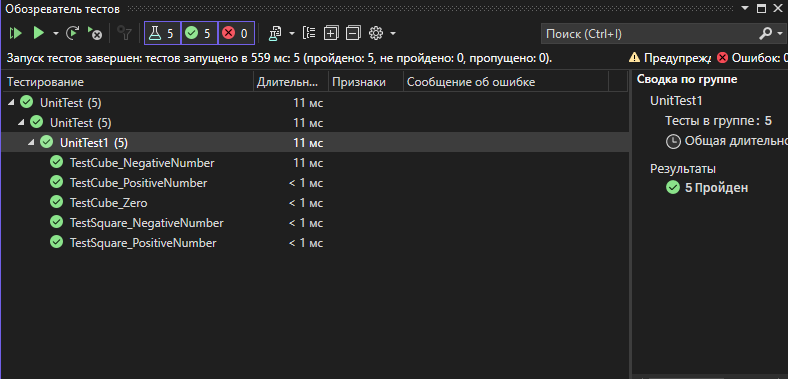 Обозреватель тестов
5 5 0
Поиск (Ctrl+I)
Запуск тестов завершен: тестов запущено в 559 мс: 5 (пройдено: 5, не пройдено: 0, пропущено: 0).
Предупрежд
Ошибок: 0
Тестирование Длительн... Признаки Сообщение об ошибке
UnitTest (5) 11 мс
UnitTest (5) 11 мс
UnitTest1 (5) 11 мс
TestCube_NegativeNumber 11 мс
TestCube_PositiveNumber < 1 мс
TestCube_Zero < 1 мс
TestSquare_NegativeNumber < 1 мс
TestSquare_PositiveNumber < 1 мс
Сводка по группе
UnitTest1
Тесты в группе: 5
Общая длительно
Результаты
5 Пройден